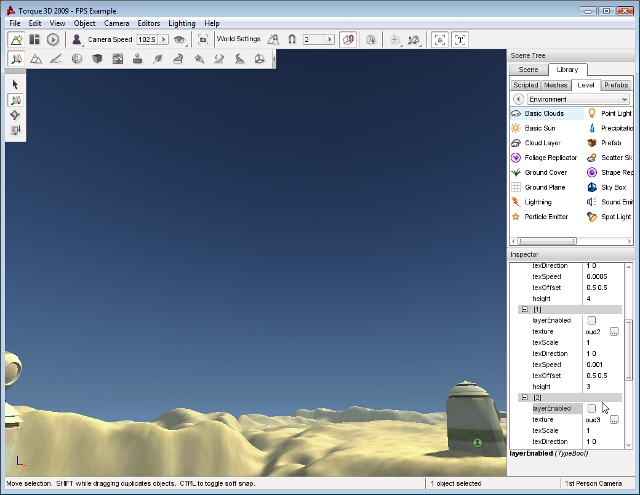 Torque 3D 2009 - FPS Example
File Edit View Object Camera Editors Lighting Help
Camera Speed 102.5 World Settings 2
Scene Tree
Scene Library
Scripted Meshes Level Prefabs
Environment
Basic Clouds Point Light
Basic Sun Precipitatio
Cloud Layer Prefab
Foliage Replicator Scatter Sk
Ground Cover Shape Rep
Ground Plane Sky Box
Lightning Sound Emit
Particle Emitter Spot Light
Inspector
texDirection 1 0
texSpeed 0.0005
texOffset 0.5 0.5
height 4
[1]
layerEnabled
texture oud2 ...
texScale 1
texDirection 1 0
texSpeed 0.001
texOffset 0.5 0.5
height 3
[2]
layerEnabled
texture oud3 ...
texScale 1
texDirection 1 0
layerEnabled (TypeBool)
Move selection. SHIFT while dragging duplicates objects. CTRL to toggle soft snap. 1 object selected 1st Person Camera